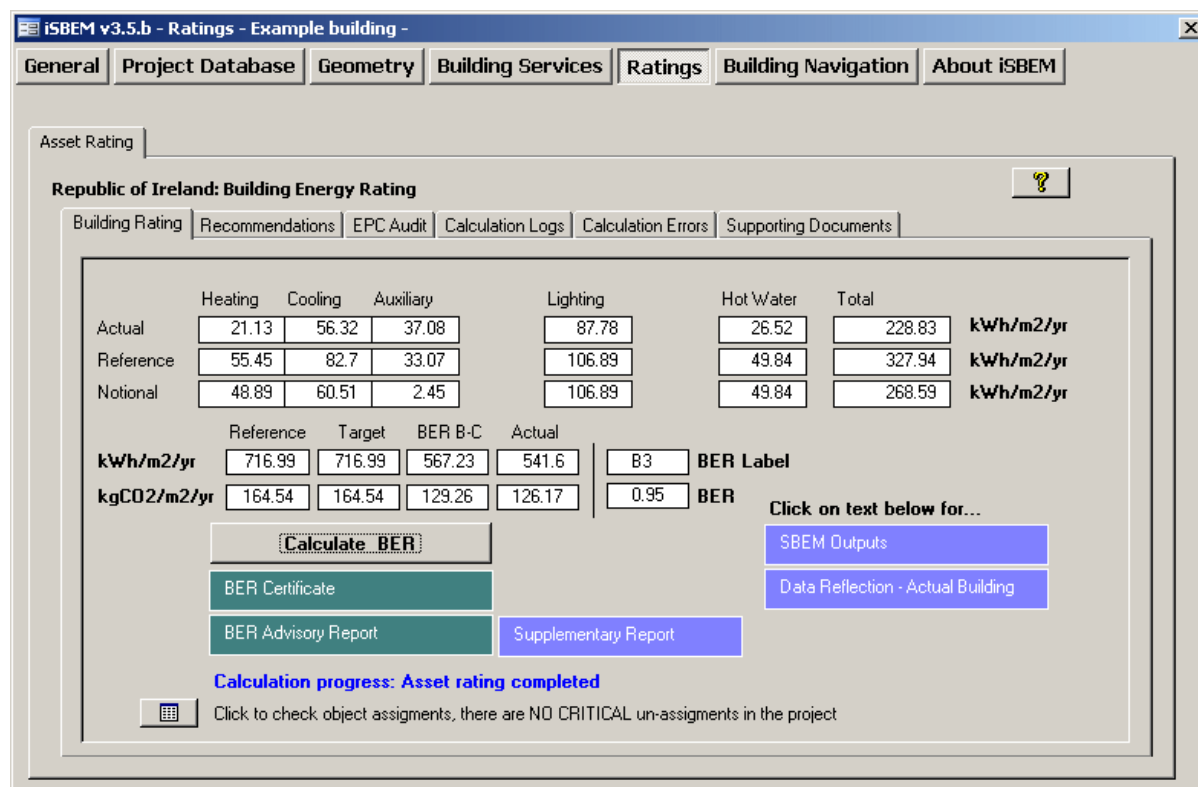 iSBEM v3.5.b - Ratings - Example building -
General Project Database Geometry Building Services Ratings Building Navigation About iSBEM
Asset Rating
Republic of Ireland: Building Energy Rating
?
Building Rating Recommendations EPC Audit Calculation Logs Calculation Errors Supporting Documents
Heating Cooling Auxiliary Lighting Hot Water Total
Actual 21.13 56.32 37.08 87.78 26.52 228.83 kWh/m2/yr
Reference 55.45 82.7 33.07 106.89 49.84 327.94 kWh/m2/yr
Notional 48.89 60.51 2.45 106.89 49.84 268.59 kWh/m2/yr
Reference Target BER B-C Actual
kWh/m2/yr 716.99 716.99 567.23 541.6 B3 BER Label
kgCO2/m2/yr 164.54 164.54 129.26 126.17 0.95 BER
Click on text below for...
Calculate BER SBEM Outputs
BER Certificate Data Reflection - Actual Building
BER Advisory Report Supplementary Report
Calculation progress: Asset rating completed
Click to check object assigments, there are NO CRITICAL un-assigments in the project